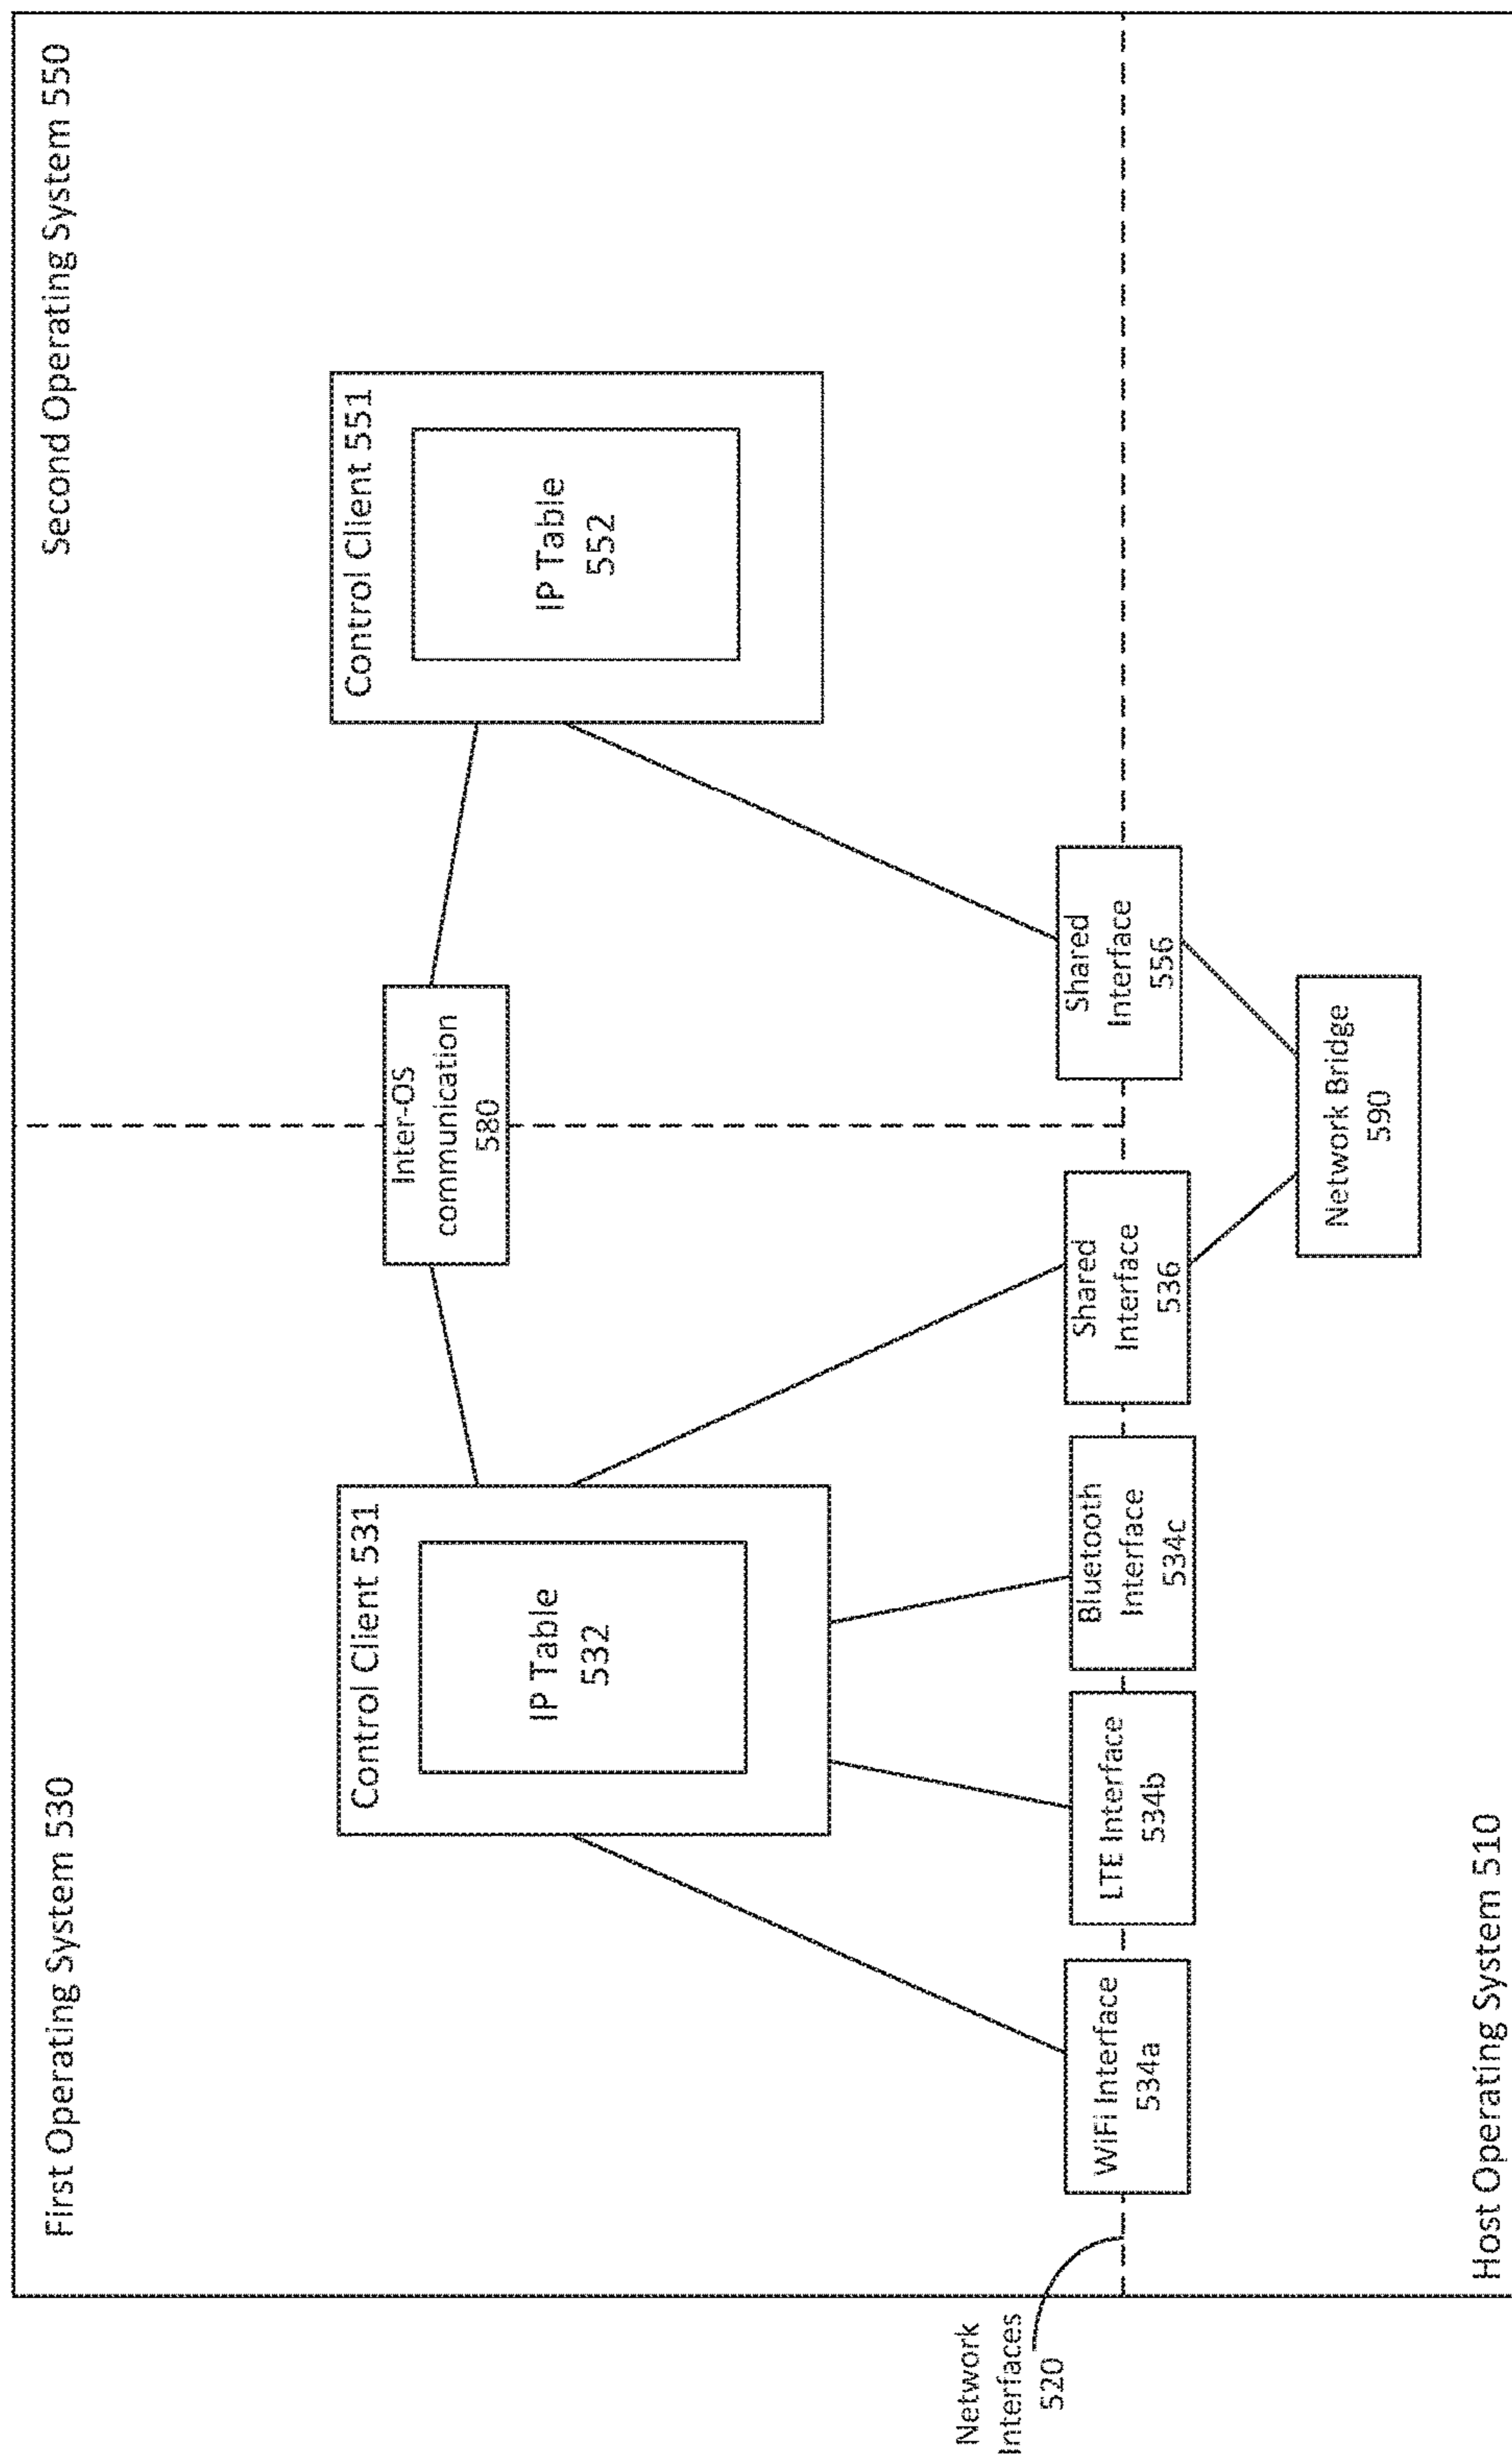 First Operating System 530
Second Operating System 550
Inter-OS
communication
580
Control Client 531
IP Table
532
Control Client 551
IP Table
552
Network
Interfaces
520
WiFi Interface
534a
LTE Interface
534b
Bluetooth
Interface
534c
Shared
Interface
536
Shared
Interface
556
Network Bridge
590
Host Operating System 510